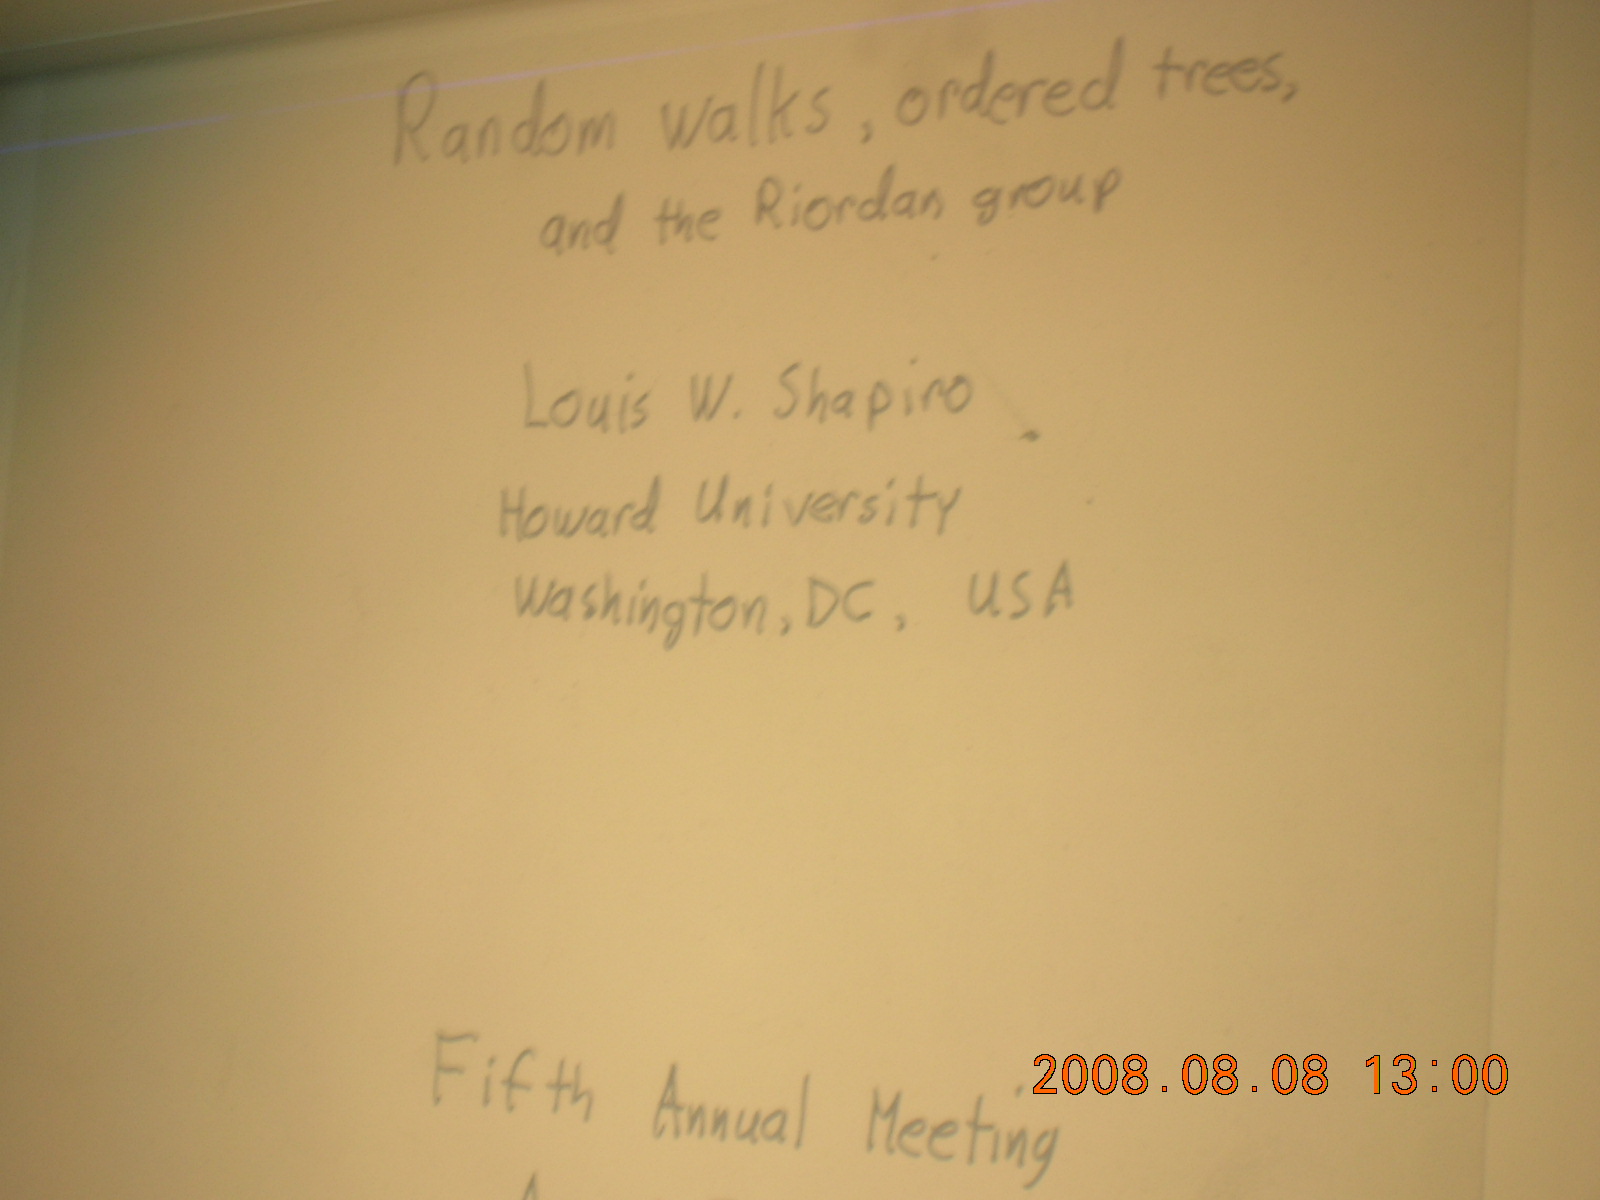 Random walks, ordered trees,
and the Riordan group
Louis W. Shapiro
Howard University
Washington, DC, USA
Fifth Annual Meeting
2008.08.08 13:00